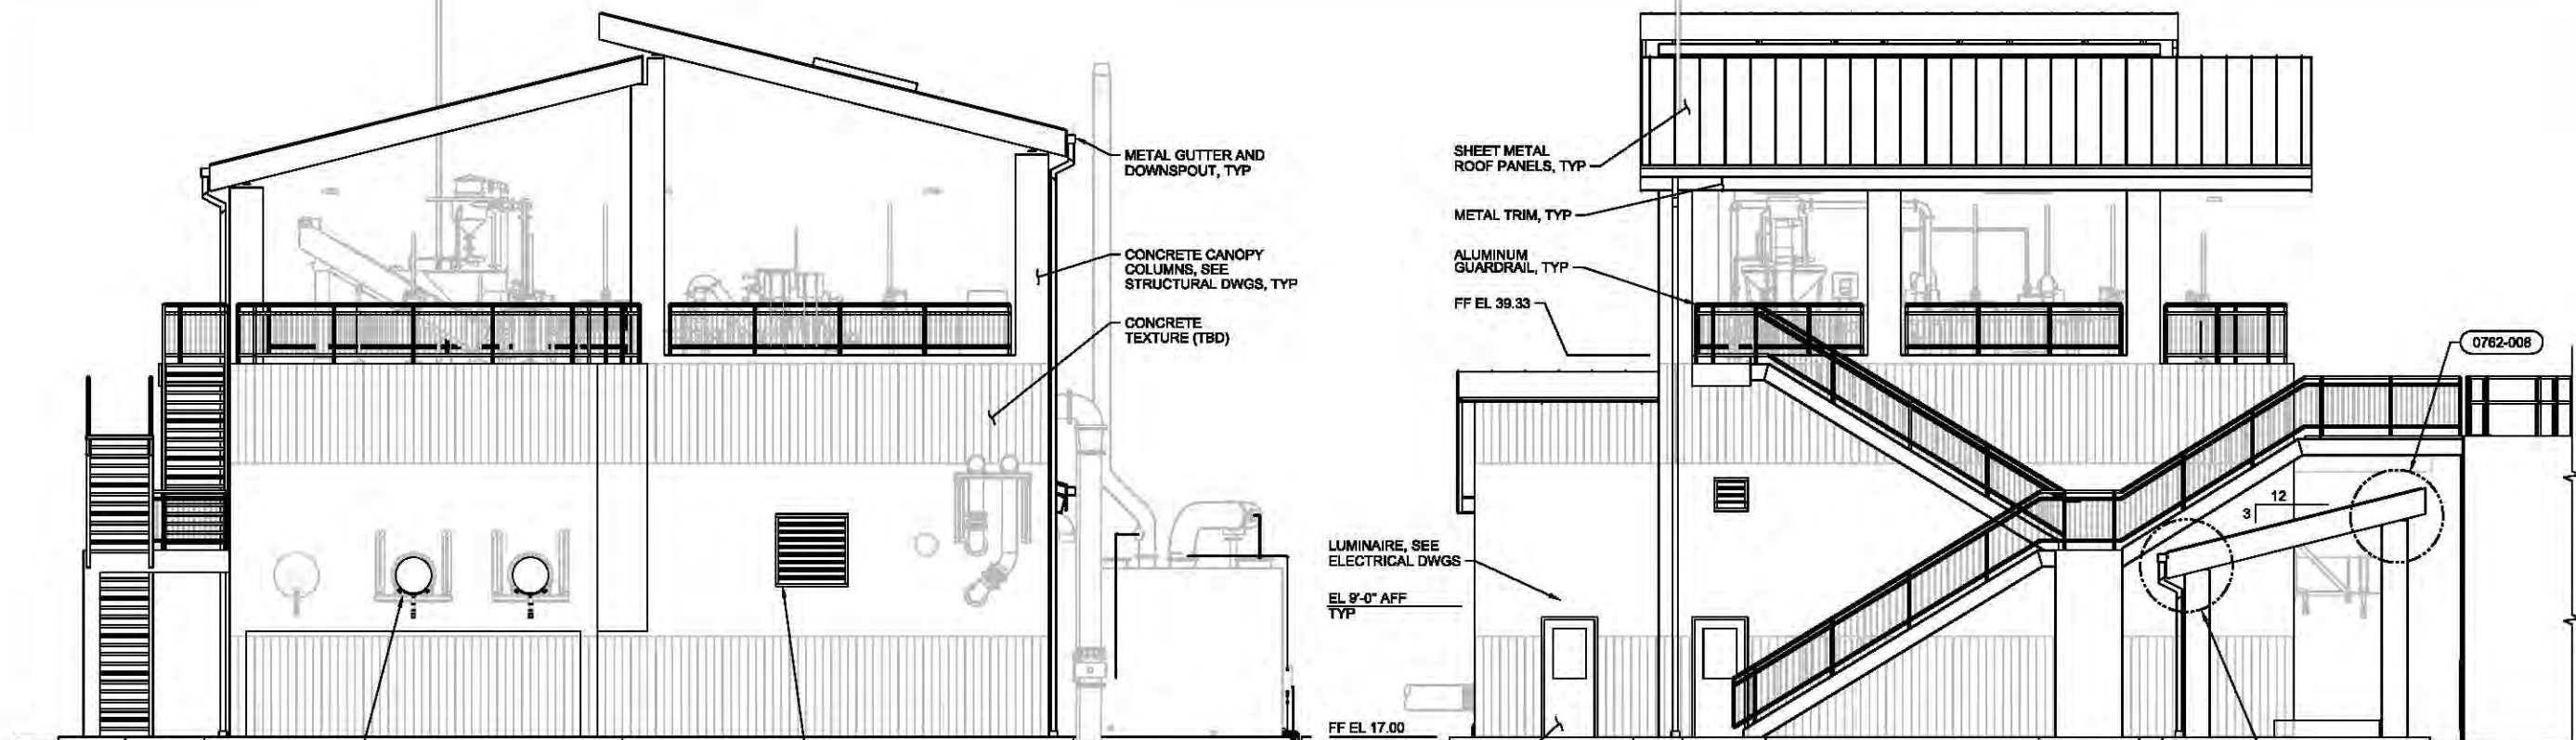 METAL GUTTER AND
DOWNSPOUT, TYP
CONCRETE CANOPY
COLUMNS, SEE
STRUCTURAL DWGS, TYP
CONCRETE
TEXTURE (TBD)
SHEET METAL
ROOF PANELS, TYP
METAL TRIM, TYP
ALUMINUM
GUARDRAIL, TYP
FF EL 39.33
0762-008
12
3
LUMINAIRE, SEE
ELECTRICAL DWGS
EL 9'-0" AFF
TYP
FF EL 17.00